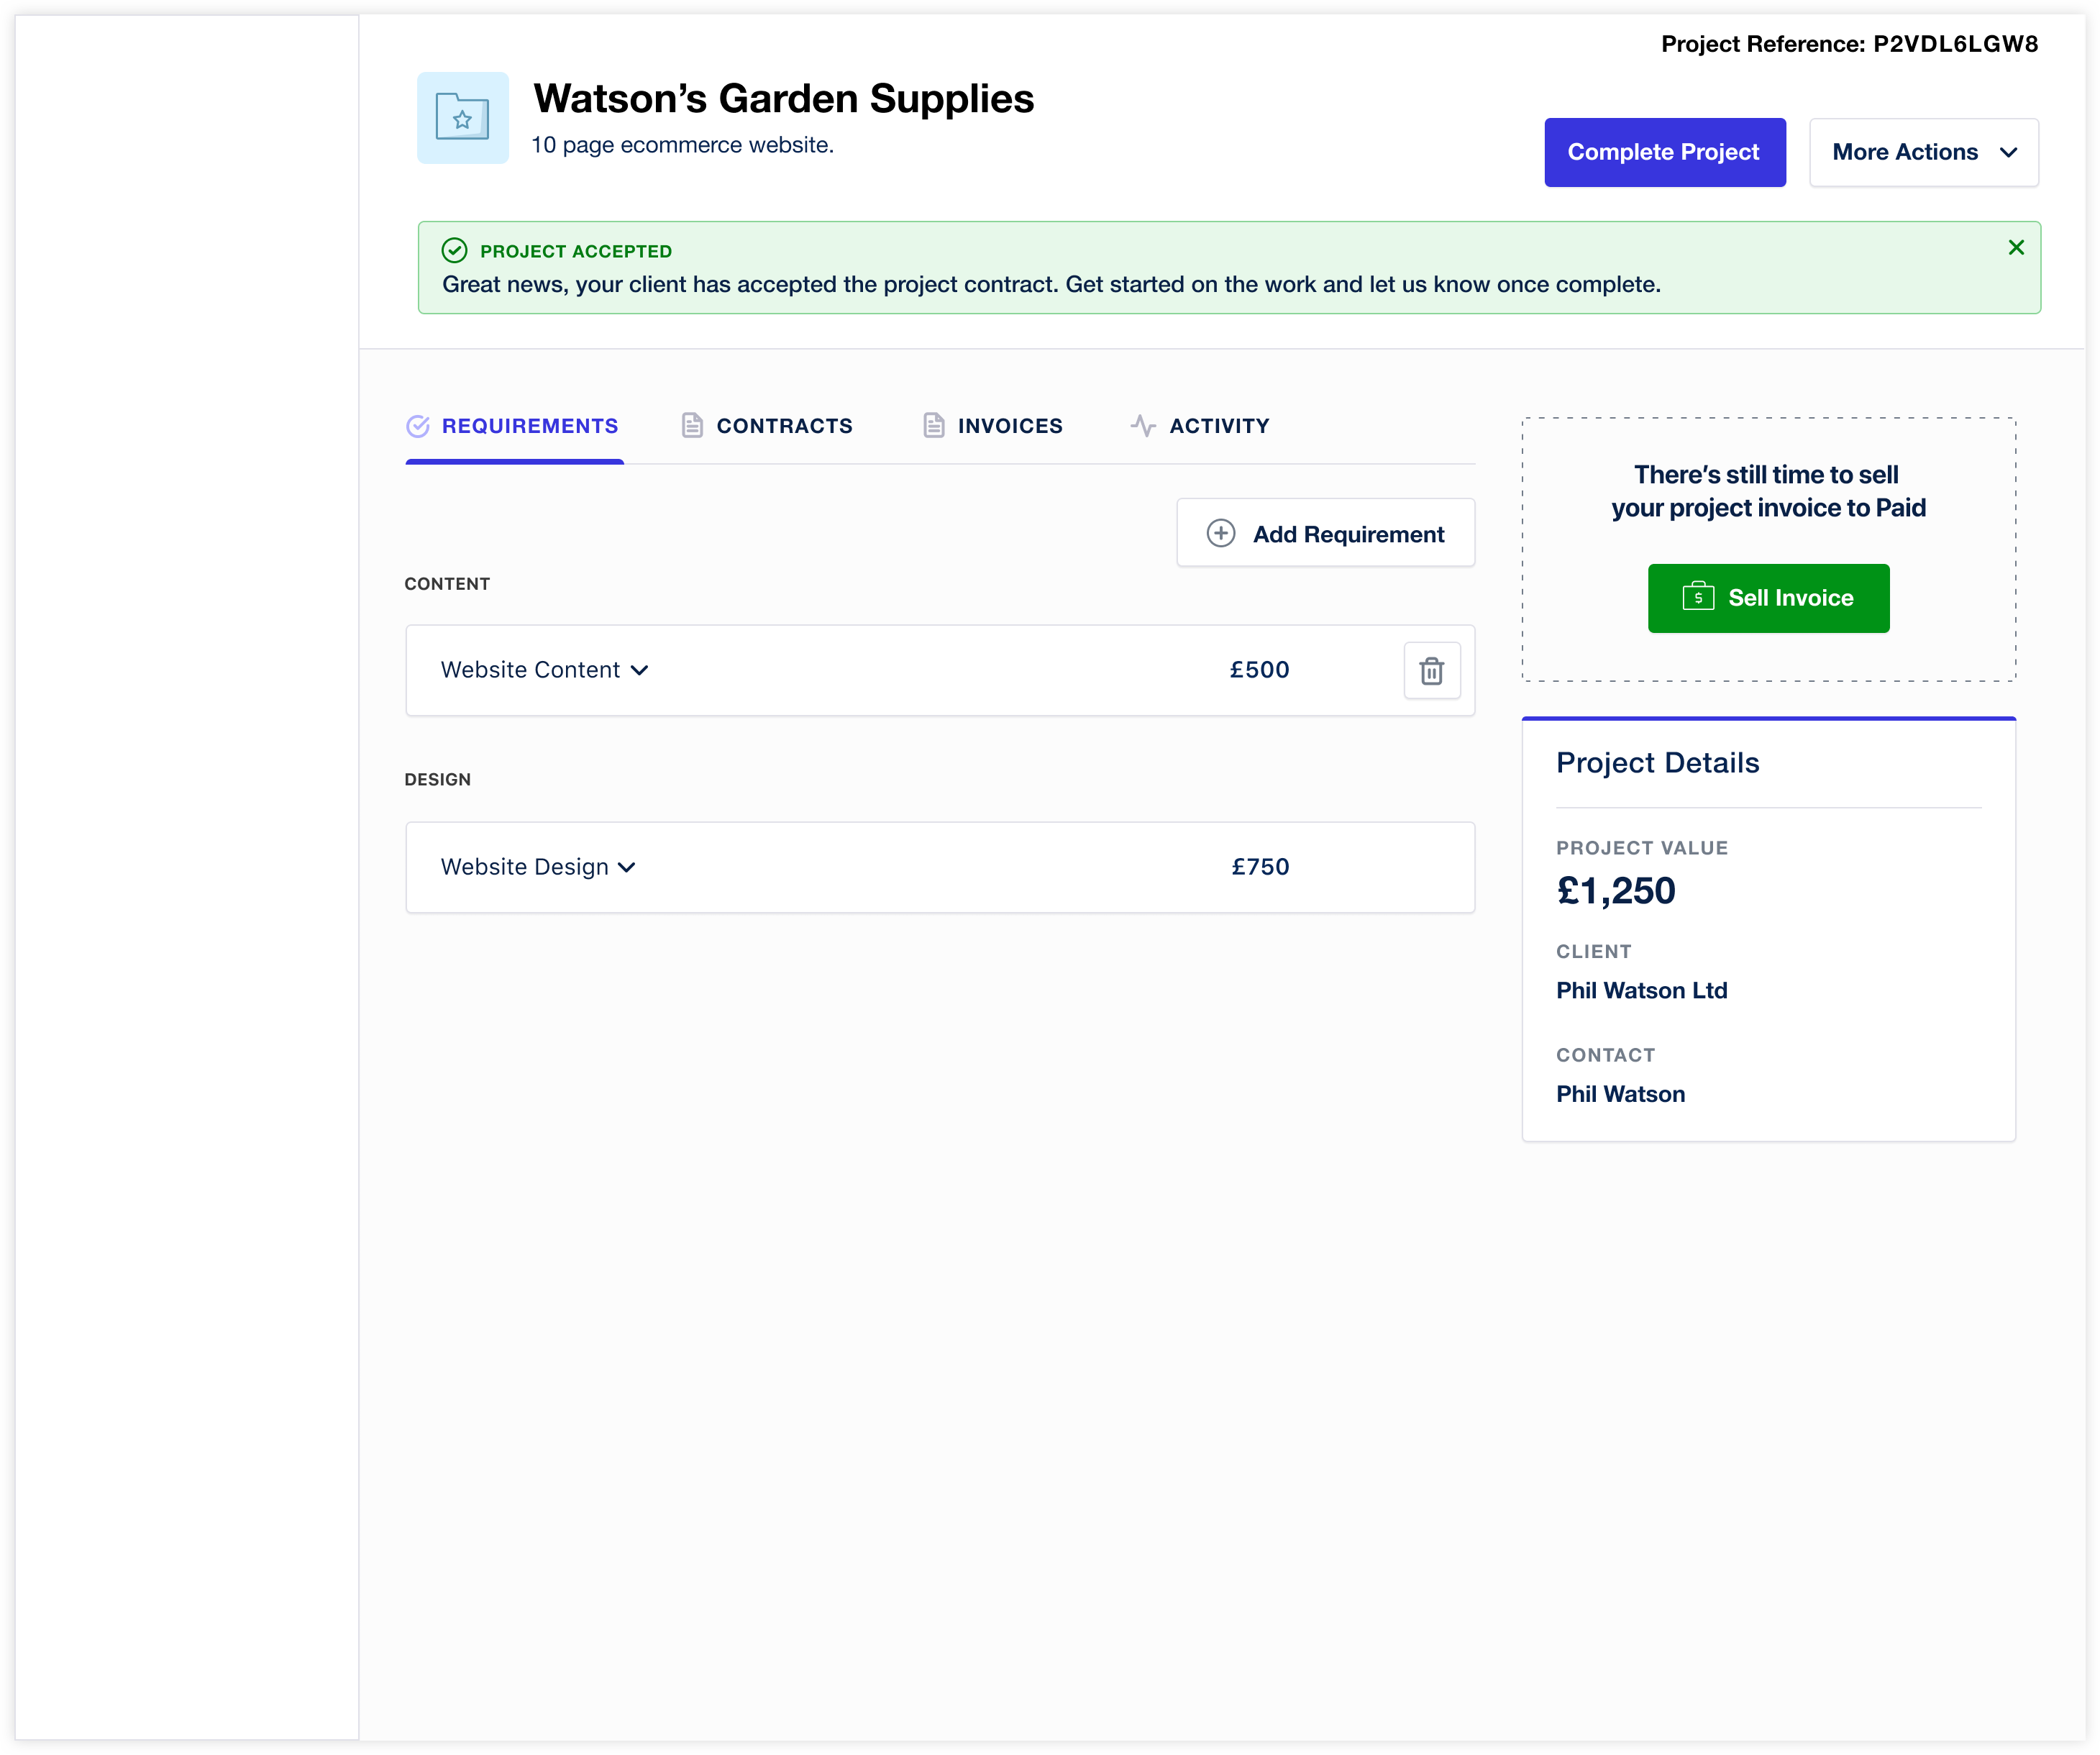 Project Reference: P2VDL6LGW8
Watson’s Garden Supplies
10 page ecommerce website.
Complete Project
More Actions
PROJECT ACCEPTED
Great news, your client has accepted the project contract. Get started on the work and let us know once complete.
REQUIREMENTS
CONTRACTS
INVOICES
ACTIVITY
Add Requirement
CONTENT
Website Content
£500
DESIGN
Website Design
£750
There’s still time to sell
your project invoice to Paid
$
Sell Invoice
Project Details
PROJECT VALUE
£1,250
CLIENT
Phil Watson Ltd
CONTACT
Phil Watson